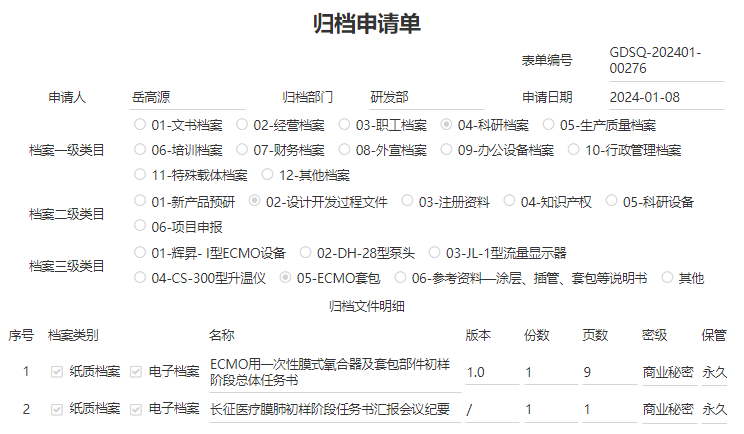 归档申请单
表单编号 GDSQ-202401-
00276
申请人 岳高源 归档部门 研发部 申请日期 2024-01-08
01-文书档案 02-经营档案 03-职工档案 04-科研档案 05-生产质量档案
档案一级类目 06-培训档案 07-财务档案 08-外宣档案 09-办公设备档案 10-行政管理档案
11-特殊载体档案 12-其他档案
01-新产品预研 02-设计开发过程文件 03-注册资料 04-知识产权 05-科研设备
档案二级类目
06-项目申报
01-辉昇- I型ECMO设备 02-DH-28型泵头 03-JL-1型流量显示器
档案三级类目
04-CS-300型升温仪 05-ECMO套包 06-参考资料—涂层、插管、套包等说明书 其他
归档文件明细
序号 档案类别 名称 版本 份数 页数 密级 保管
1 纸质档案 电子档案 ECMO用一次性膜式氧合器及套包部件初样
阶段总体任务书 1.0 1 9 商业秘密 永久
2 纸质档案 电子档案 长征医疗膜肺初样阶段任务书汇报会议纪要 / 1 1 商业秘密 永久